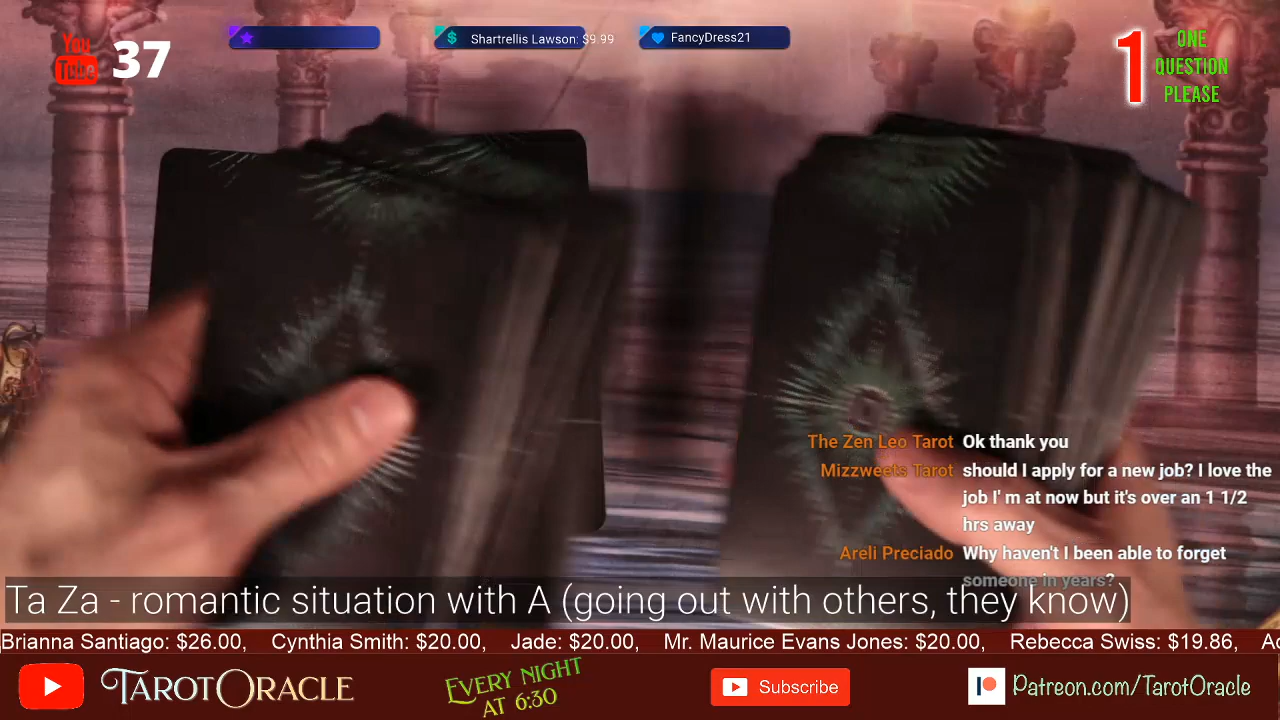 You
Tube
37
$ Shartrellis Lawson: $9.99
FancyDress21
1
ONE
QUESTION
PLEASE
The Zen Leo Tarot Ok thank you
Mizzweets Tarot should I apply for a new job? I love the
job I' m at now but it's over an 1 1/2
hrs away
Areli Preciado Why haven't I been able to forget
someone in years?
Ta Za - romantic situation with A (going out with others, they know)
Brianna Santiago: $26.00, Cynthia Smith: $20.00, Jade: $20.00, Mr. Maurice Evans Jones: $20.00, Rebecca Swiss: $19.86, Ad
TAROTORACLE
EVERY NIGHT
AT 6:30
Subscribe
Patreon.com/TarotOracle